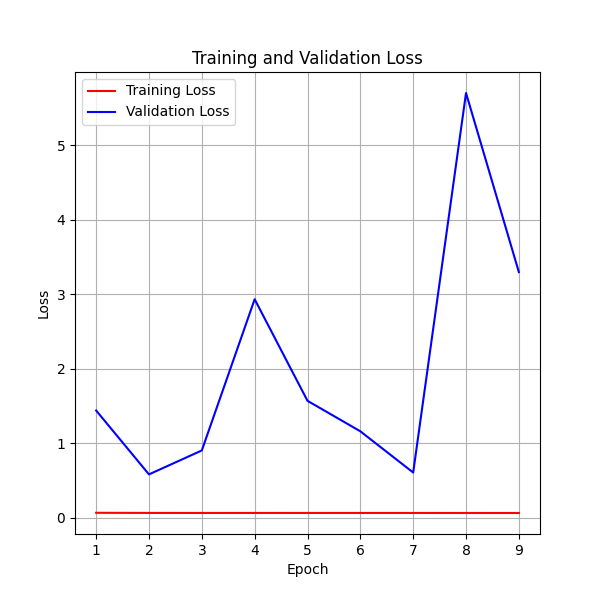 Training and Validation Loss
Training Loss
Validation Loss
Loss
5
4
3
2
1
0
1 2 3 4 5 6 7 8 9
Epoch